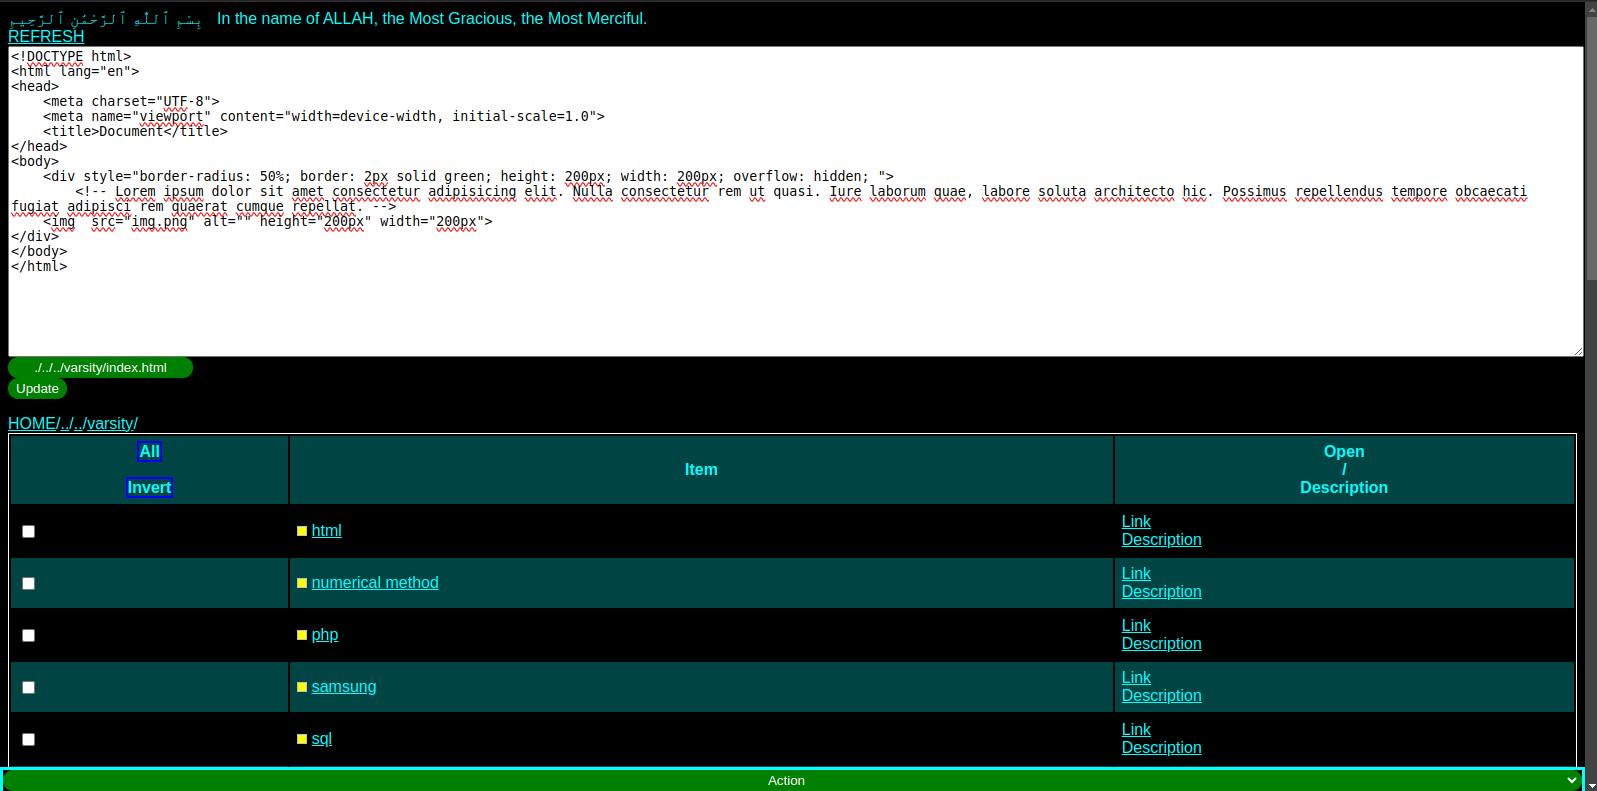 بِسْمِ ٱللَّهِ ٱلرَّحْمَٰنِ ٱلرَّحِيمِ In the name of ALLAH, the Most Gracious, the Most Merciful.
REFRESH
<!DOCTYPE html>
<html lang="en">
<head>
    <meta charset="UTF-8">
    <meta name="viewport" content="width=device-width, initial-scale=1.0">
    <title>Document</title>
</head>
<body>
    <div style="border-radius: 50%; border: 2px solid green; height: 200px; width: 200px; overflow: hidden; ">
        <!-- Lorem ipsum dolor sit amet consectetur adipisicing elit. Nulla consectetur rem ut quasi. Iure laborum quae, labore soluta architecto hic. Possimus repellendus tempore obcaecati
fugiat adipisci rem quaerat cumque repellat. -->
    <img  src="img.png" alt="" height="200px" width="200px">
</div>
</body>
</html>
./../../varsity/index.html
Update
HOME/../../varsity/
All
Invert
Item
Open
/
Description
html
Link
Description
numerical method
Link
Description
php
Link
Description
samsung
Link
Description
sql
Link
Description
Action